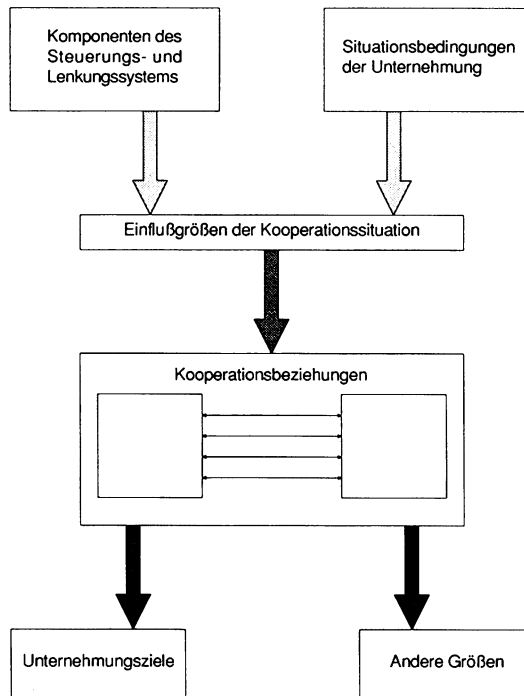 Komponenten des
Steuerungs- und
Lenkungssystems
Situationsbedingungen
der Unternehmung
Einflußgrößen der Kooperationssituation
Kooperationsbeziehungen
Unternehmungsziele
Andere Größen